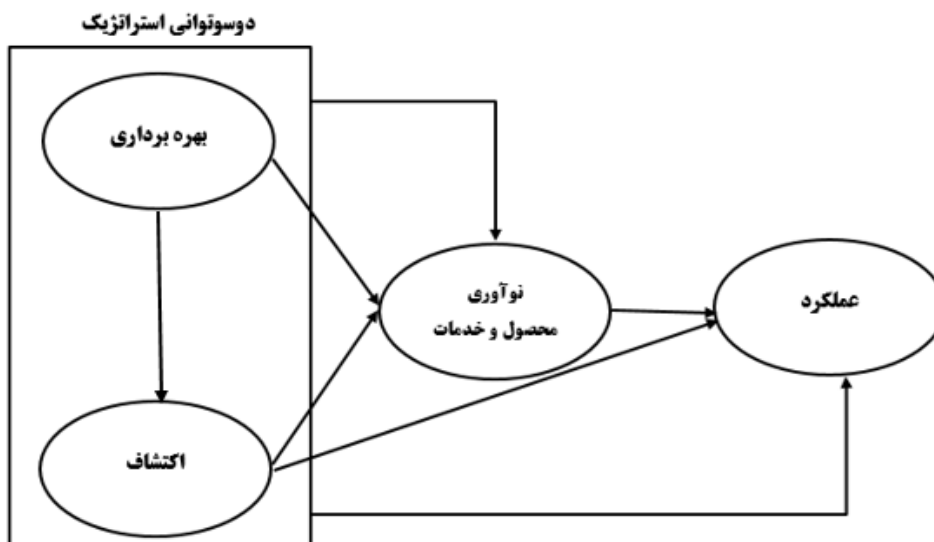 دوسوتوانی استراتژیک
بهره برداری
نوآوری
محصول و خدمات
عملکرد
اکتشاف